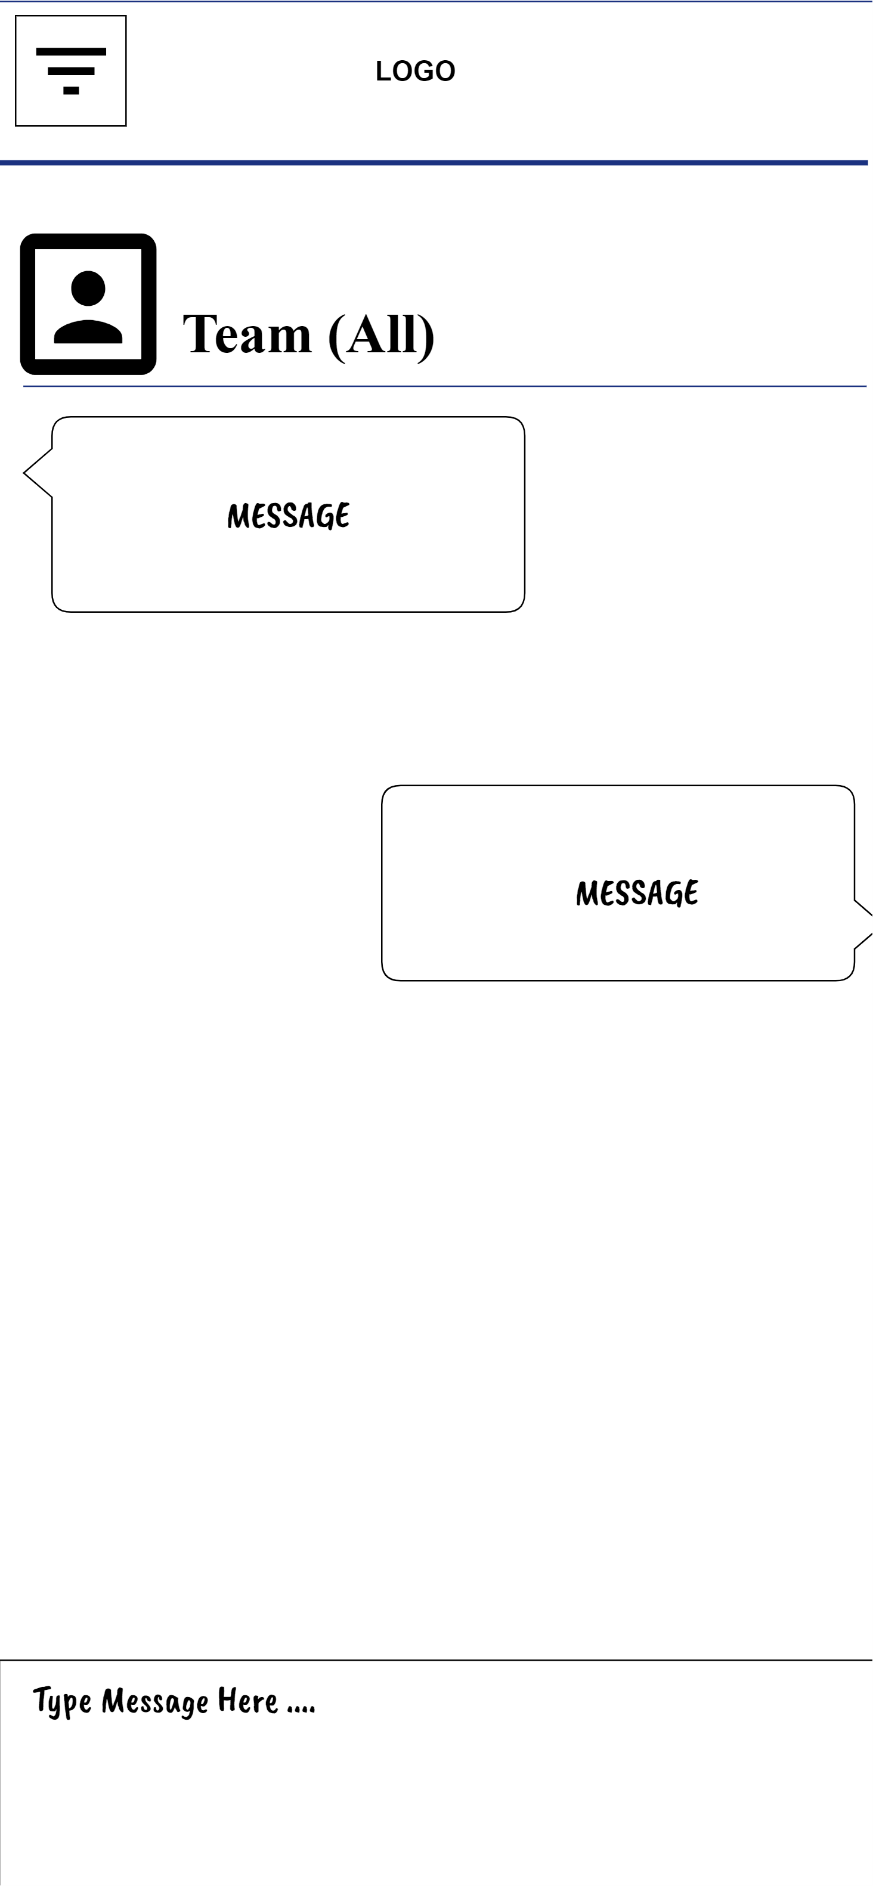 LOGO
Team (All)
MESSAGE
MESSAGE
Type Message Here ....